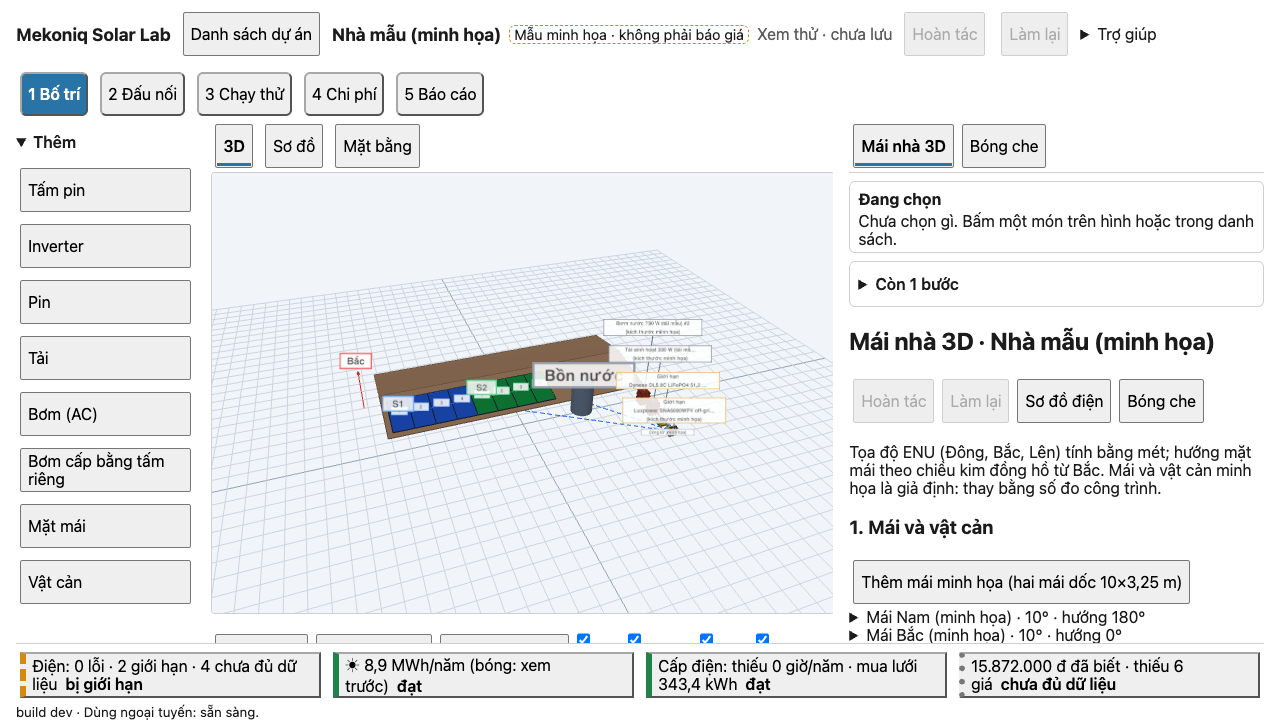 Mekoniq Solar Lab
Danh sách dự án
Nhà mẫu (minh họa)
Mẫu minh họa · không phải báo giá
Xem thử · chưa lưu
Hoàn tác
Làm lại
Trợ giúp
1 Bố trí
2 Đấu nối
3 Chạy thử
4 Chi phí
5 Báo cáo
Thêm
Tấm pin
Inverter
Pin
Tải
Bơm (AC)
Bơm cấp bằng tấm
riêng
Mặt mái
Vật cản
3D
Sơ đồ
Mặt bằng
Bắc
S1
S2
Bồn nước
Giới hạn
Giới hạn
Mái nhà 3D
Bóng che
Đang chọn
Chưa chọn gì. Bấm một món trên hình hoặc trong danh
sách.
Còn 1 bước
Mái nhà 3D · Nhà mẫu (minh họa)
Hoàn tác
Làm lại
Sơ đồ điện
Bóng che
Tọa độ ENU (Đông, Bắc, Lên) tính bằng mét; hướng mặt
mái theo chiều kim đồng hồ từ Bắc. Mái và vật cản minh
họa là giả định: thay bằng số đo công trình.
1. Mái và vật cản
Thêm mái minh họa (hai mái dốc 10×3,25 m)
Mái Nam (minh họa) · 10° · hướng 180°
Mái Bắc (minh họa) · 10° · hướng 0°
Điện: 0 lỗi · 2 giới hạn · 4 chưa đủ dữ
liệu bị giới hạn
☀ 8,9 MWh/năm (bóng: xem
trước) đạt
Cấp điện: thiếu 0 giờ/năm · mua lưới
343,4 kWh đạt
15.872.000 đ đã biết · thiếu 6
giá chưa đủ dữ liệu
build dev · Dùng ngoại tuyến: sẵn sàng.